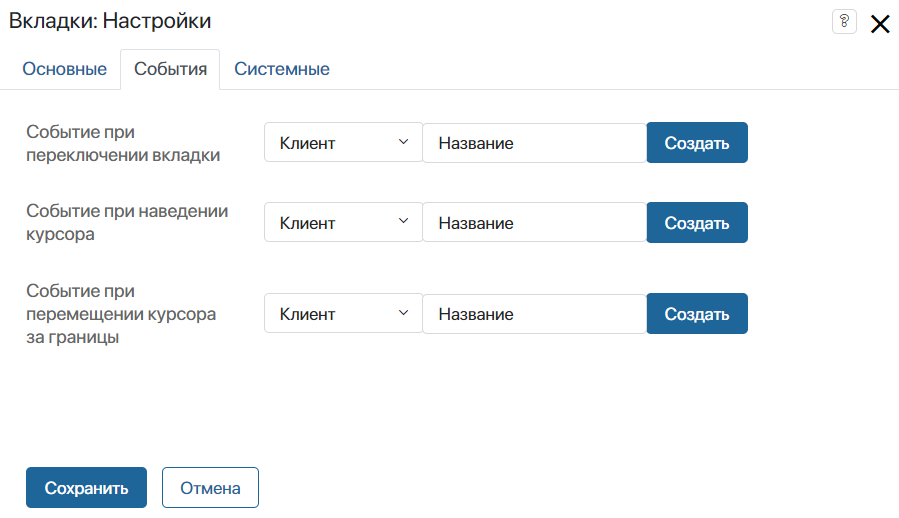 Вкладки: Настройки
?
Основные События Системные
Событие при
переключении вкладки
Клиент Название Создать
Событие при наведении
курсора
Клиент Название Создать
Событие при
перемещении курсора
за границы
Клиент Название Создать
Сохранить Отмена